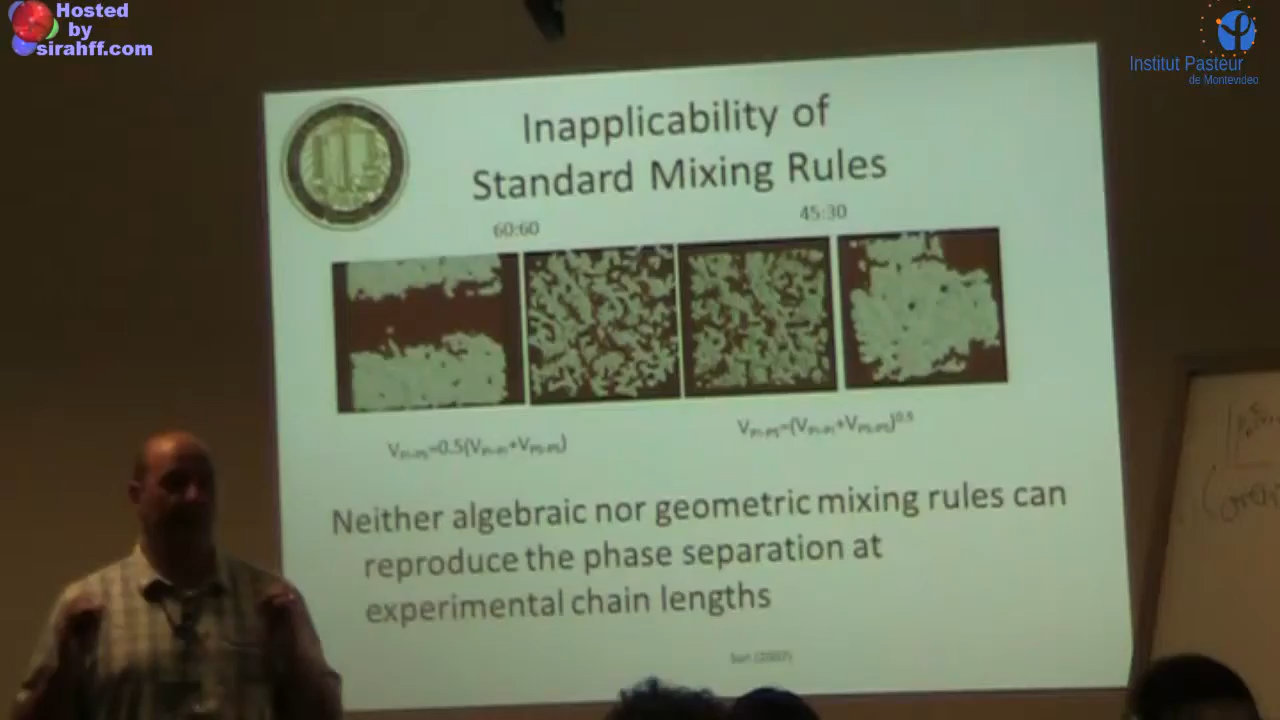 Hosted
by
sirahff.com
Institut Pasteur
de Montevideo
Inapplicability of
Standard Mixing Rules
60:60
45:30
Neither algebraic nor geometric mixing rules can
reproduce the phase separation at
experimental chain lengths